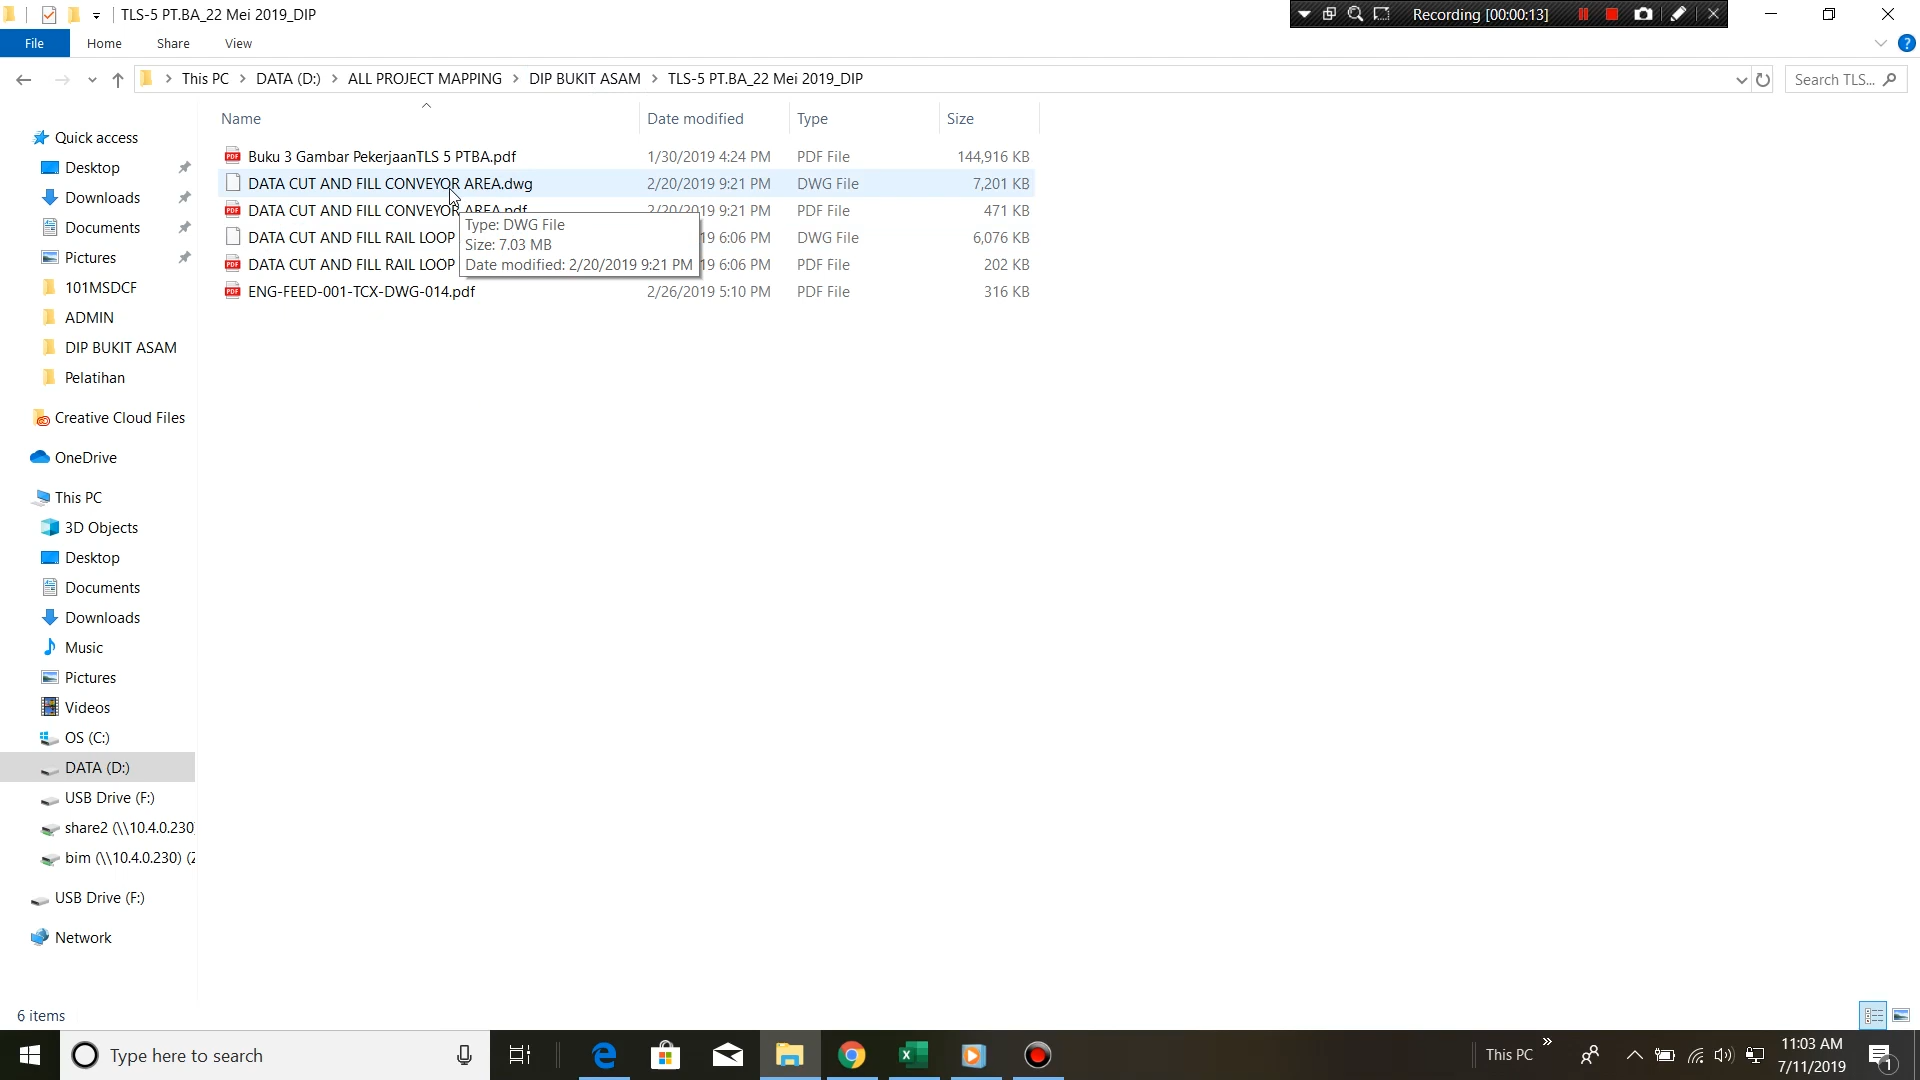 TLS-5 PT.BA_22 Mei 2019_DIP
Recording [00:00:13]
File Home Share View
This PC > DATA (D:) > ALL PROJECT MAPPING > DIP BUKIT ASAM > TLS-5 PT.BA_22 Mei 2019_DIP
Search TLS...
Name Date modified Type Size
Buku 3 Gambar PekerjaanTLS 5 PTBA.pdf 1/30/2019 4:24 PM PDF File 144,916 KB
DATA CUT AND FILL CONVEYOR AREA.dwg 2/20/2019 9:21 PM DWG File 7,201 KB
DATA CUT AND FILL CONVEYOR AREA.pdf 2/20/2019 9:21 PM PDF File 471 KB
DATA CUT AND FILL RAIL LOOP 19 6:06 PM DWG File 6,076 KB
DATA CUT AND FILL RAIL LOOP 19 6:06 PM PDF File 202 KB
ENG-FEED-001-TCX-DWG-014.pdf 2/26/2019 5:10 PM PDF File 316 KB
Type: DWG File
Size: 7.03 MB
Date modified: 2/20/2019 9:21 PM
Quick access
Desktop
Downloads
Documents
Pictures
101MSDCF
ADMIN
DIP BUKIT ASAM
Pelatihan
Creative Cloud Files
OneDrive
This PC
3D Objects
Desktop
Documents
Downloads
Music
Pictures
Videos
OS (C:)
DATA (D:)
USB Drive (F:)
share2 (\\10.4.0.230)
bim (\\10.4.0.230) (Z
USB Drive (F:)
Network
6 items
Type here to search
This PC
11:03 AM
7/11/2019
1